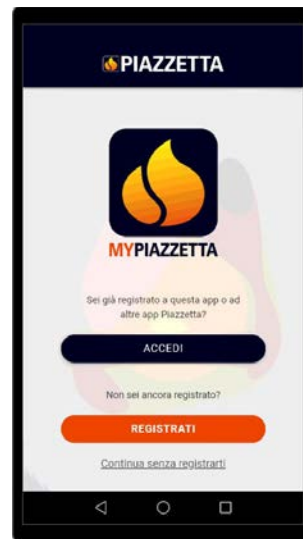 PIAZZETTA
MYPIAZZETTA
Sei già registrato a questa app o ad
altre app Piazzetta?
ACCEDI
Non sei ancora registrato?
REGISTRATI
Continua senza registrarti